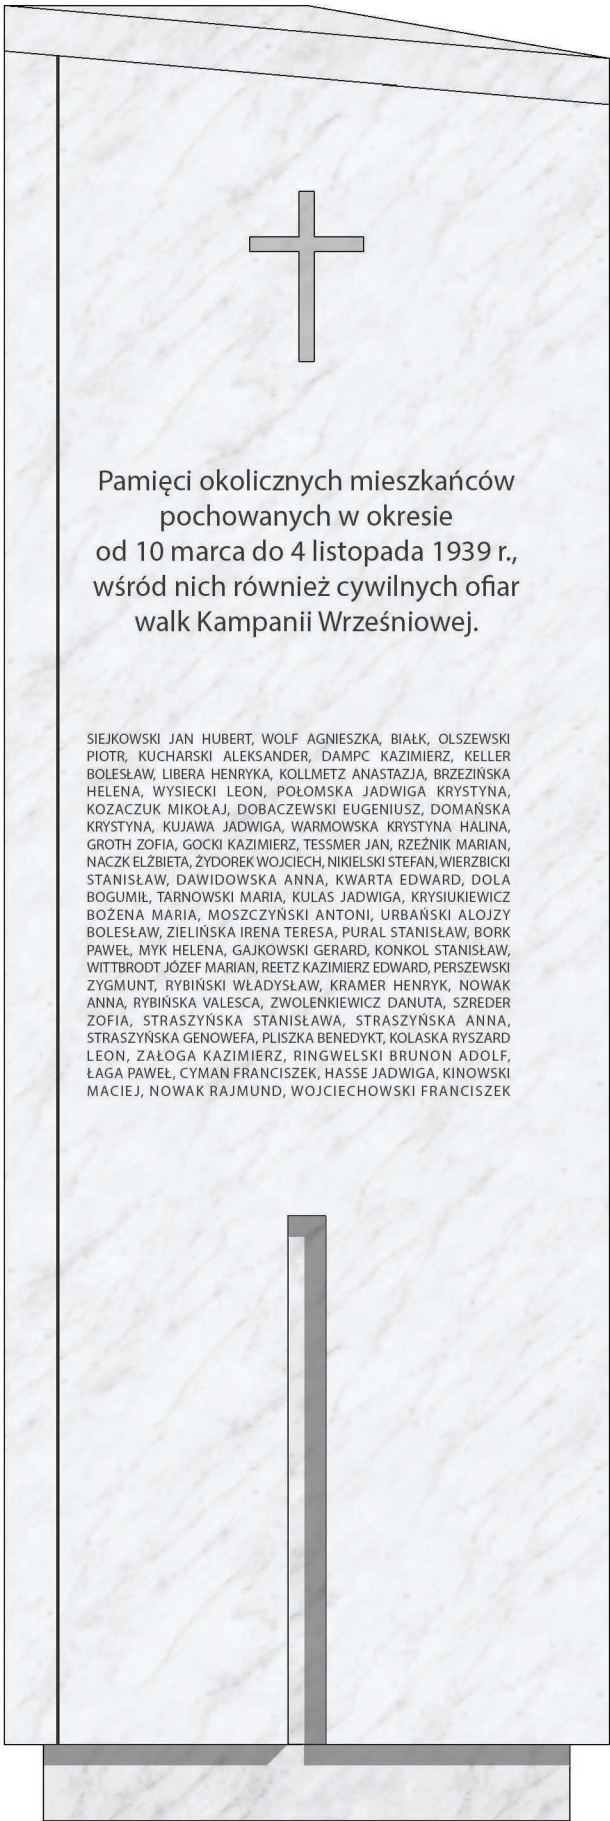 Pamięci okolicznych mieszkańców
pochowanych w okresie
od 10 marca do 4 listopada 1939 r.,
wśród nich również cywilnych ofiar
walk Kampanii Wrześniowej.
SIEJKOWSKI JAN HUBERT, WOLF AGNIESZKA, BIAŁK, OLSZEWSKI
PIOTR, KUCHARSKI ALEKSANDER, DAMPC KAZIMIERZ, KELLER
BOLESŁAW, LIBERA HENRYKA, KOLLMETZ ANASTAZJA, BRZEZIŃSKA
HELENA, WYSIECKI LEON, POŁOMSKA JADWIGA KRYSTYNA,
KOZACZUK MIKOŁAJ, DOBACZEWSKI EUGENIUSZ, DOMAŃSKA
KRYSTYNA, KUJAWA JADWIGA, WARMOWSKA KRYSTYNA HALINA,
GROTH ZOFIA, GOCKI KAZIMIERZ, TESSMER JAN, RZEŹNIK MARIAN,
NACZK ELŻBIETA, ŻYDOREK WOJCIECH, NIKIELSKI STEFAN, WIERZBICKI
STANISŁAW, DAWIDOWSKA ANNA, KWARTA EDWARD, DOLA
BOGUMIŁ, TARNOWSKI MARIA, KULAS JADWIGA, KRYSIUKIEWICZ
BOŻENA MARIA, MOSZCZYŃSKI ANTONI, URBAŃSKI ALOJZY
BOLESŁAW, ZIELIŃSKA IRENA TERESA, PURAL STANISŁAW, BORK
PAWEŁ, MYK HELENA, GAJKOWSKI GERARD, KONKOL STANISŁAW,
WITTBRODT JÓZEF MARIAN, REETZ KAZIMIERZ EDWARD, PERSZEWSKI
ZYGMUNT, RYBIŃSKI WŁADYSŁAW, KRAMER HENRYK, NOWAK
ANNA, RYBIŃSKA VALESCA, ZWOLENKIEWICZ DANUTA, SZREDER
ZOFIA, STRASZYŃSKA STANISŁAWA, STRASZYŃSKA ANNA,
STRASZYŃSKA GENOWEFA, PLISZKA BENEDYKT, KOLASKA RYSZARD
LEON, ZAŁOGA KAZIMIERZ, RINGWELSKI BRUNON ADOLF,
ŁAGA PAWEŁ, CYMAN FRANCISZEK, HASSE JADWIGA, KINOWSKI
MACIEJ, NOWAK RAJMUND, WOJCIECHOWSKI FRANCISZEK